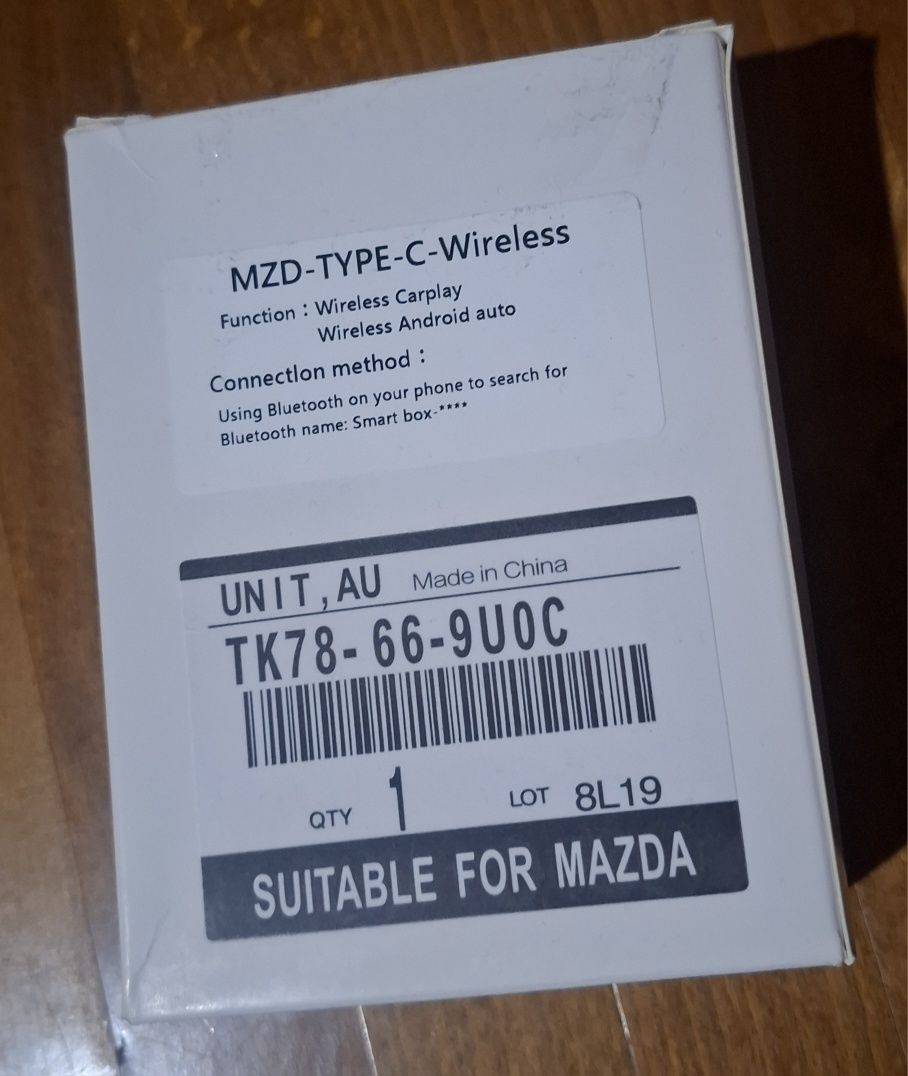 MZD-TYPE-C-Wireless
Function：Wireless Carplay
Wireless Android auto
Connectlon method：
Using Bluetooth on your phone to search for
Bluetooth name: Smart box-****
UNIT,AU Made in China
TK78-66-9U0C
QTY 1 LOT 8L19
SUITABLE FOR MAZDA